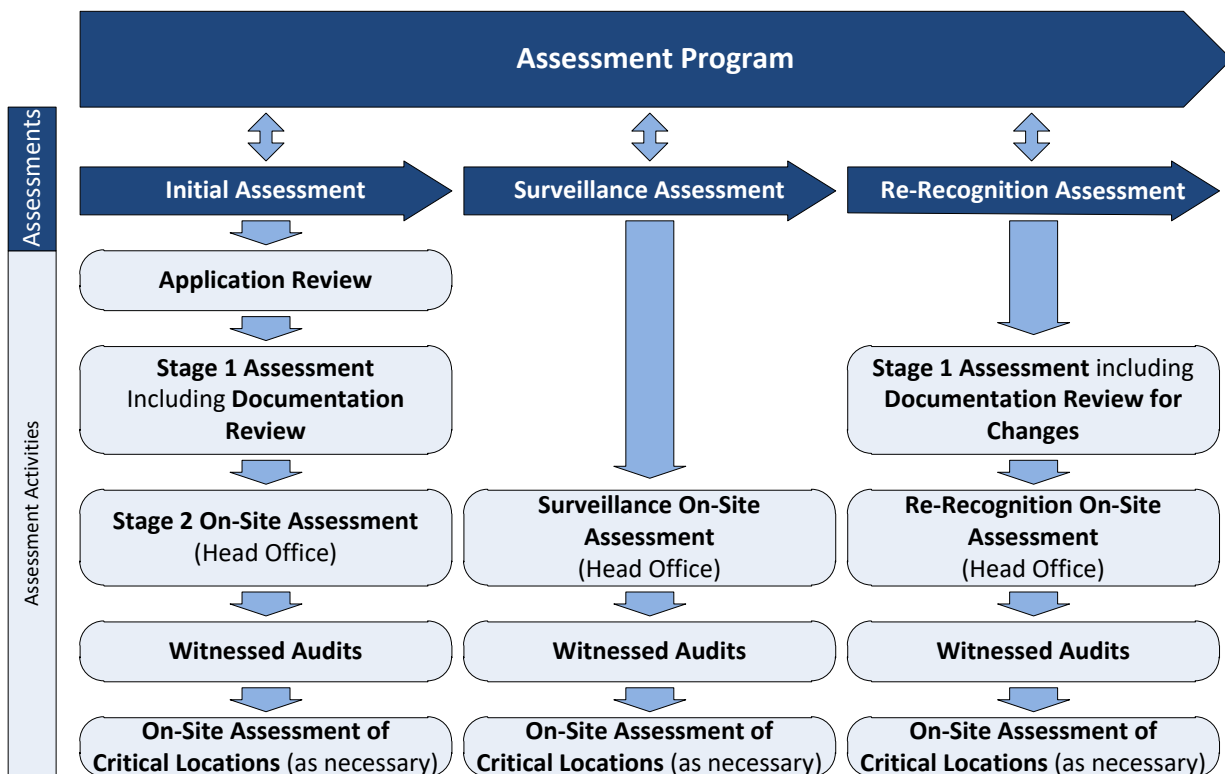 Assessment Program
Assessments
Initial Assessment
Surveillance Assessment
Re-Recognition Assessment
Assessment Activities
Application Review
Stage 1 Assessment
Including Documentation
Review
Stage 1 Assessment including
Documentation Review for
Changes
Stage 2 On-Site Assessment
(Head Office)
Surveillance On-Site
Assessment
(Head Office)
Re-Recognition On-Site
Assessment
(Head Office)
Witnessed Audits
Witnessed Audits
Witnessed Audits
On-Site Assessment of
Critical Locations (as necessary)
On-Site Assessment of
Critical Locations (as necessary)
On-Site Assessment of
Critical Locations (as necessary)